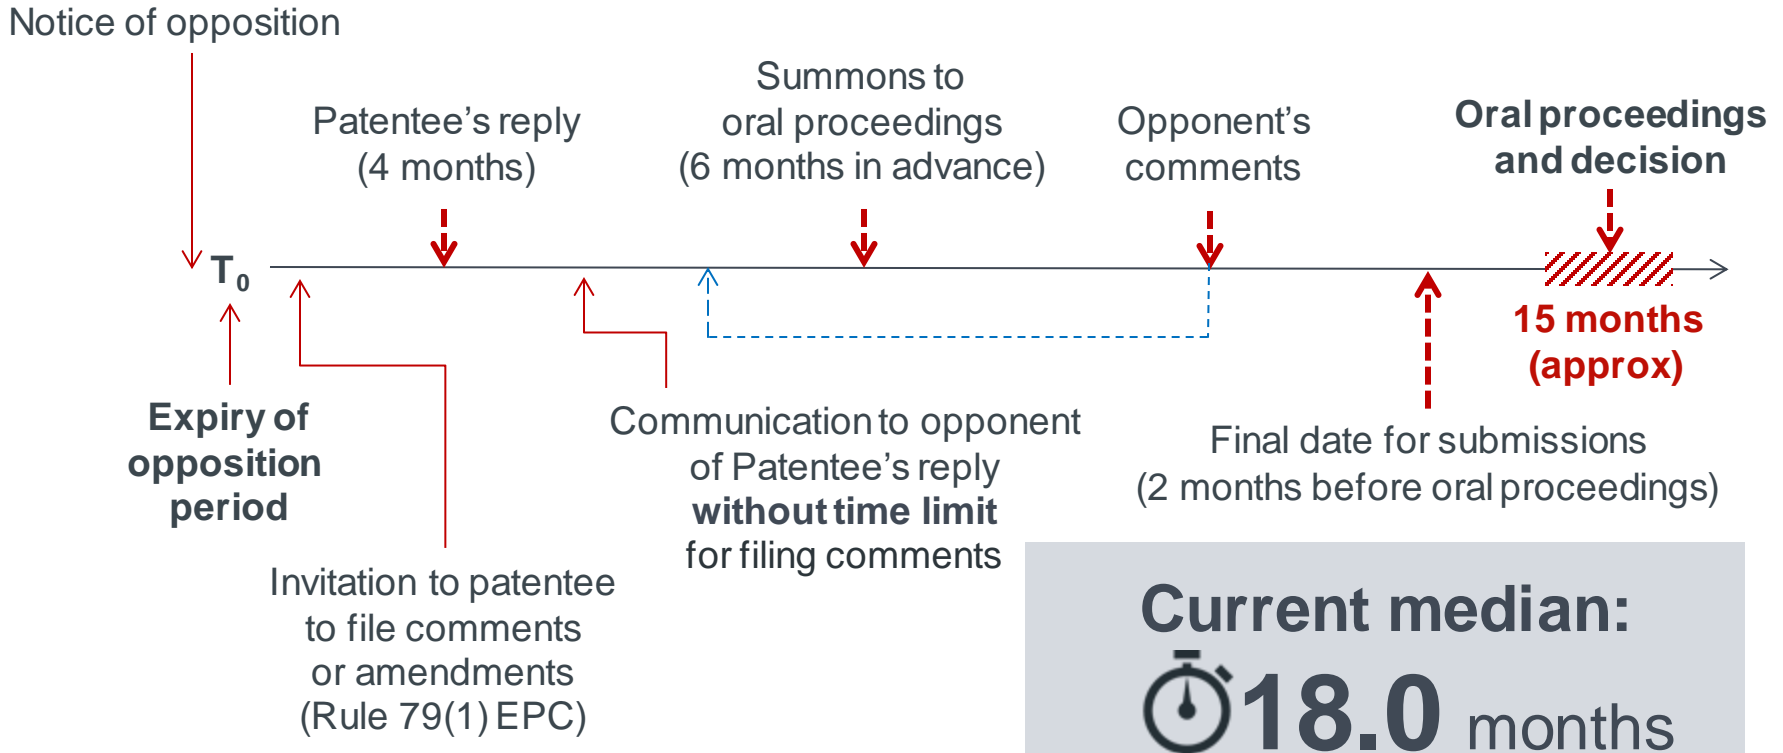 Notice of opposition
Patentee's reply
(4 months)
Summons to
oral proceedings
(6 months in advance)
Opponent's
comments
Oral proceedings
and decision
T₀
15 months
(approx)
Expiry of
opposition
period
Communication to opponent
of Patentee's reply
without time limit
for filing comments
Final date for submissions
(2 months before oral proceedings)
Invitation to patentee
to file comments
or amendments
(Rule 79(1) EPC)
Current median:
18.0 months